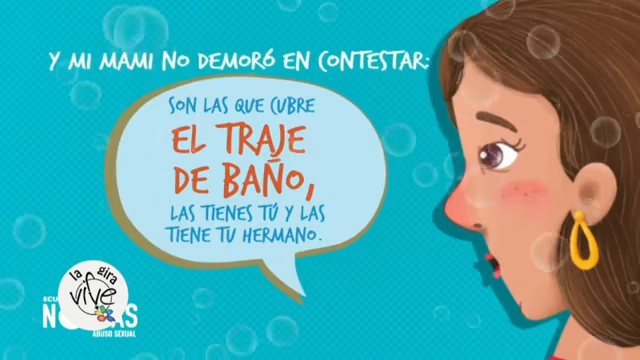 Y MI MAMI NO DEMORÓ EN CONTESTAR:
SON LAS QUE CUBRE
EL TRAJE
DE BAÑO,
LAS TIENES TÚ Y LAS
TIENE TU HERMANO.
la gira
vive
ABUSO SEXUAL